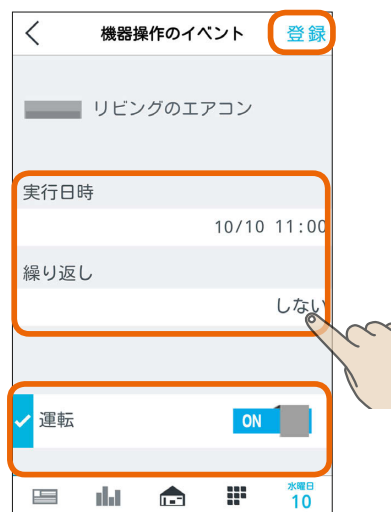 機器操作のイベント 登録
リビングのエアコン
実行日時
10/10 11:00
繰り返し
しない
運転 ON
水曜日
10